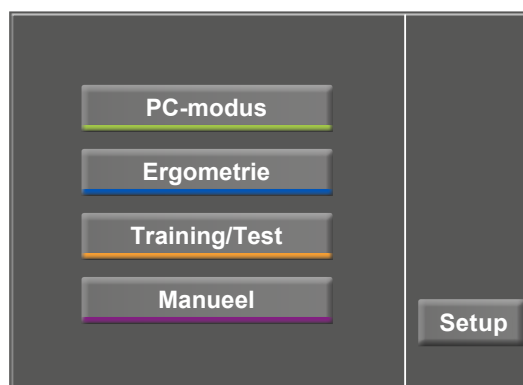 PC-modus
Ergometrie
Training/Test
Manueel
Setup